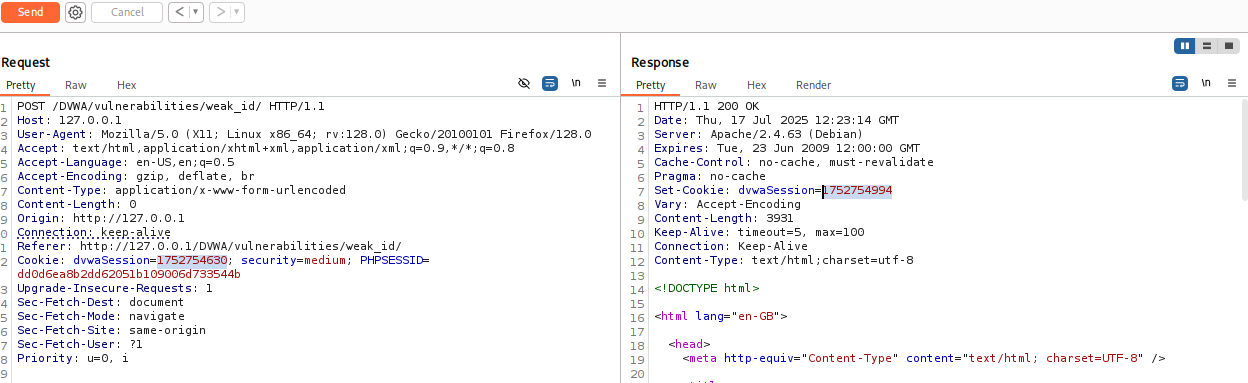 Send Cancel < > 
Request
Pretty Raw Hex \n
1 POST /DVWA/vulnerabilities/weak_id/ HTTP/1.1
2 Host: 127.0.0.1
3 User-Agent: Mozilla/5.0 (X11; Linux x86_64; rv:128.0) Gecko/20100101 Firefox/128.0
4 Accept: text/html,application/xhtml+xml,application/xml;q=0.9,*/*;q=0.8
5 Accept-Language: en-US,en;q=0.5
6 Accept-Encoding: gzip, deflate, br
7 Content-Type: application/x-www-form-urlencoded
8 Content-Length: 0
9 Origin: http://127.0.0.1
0 Connection: keep-alive
1 Referer: http://127.0.0.1/DVWA/vulnerabilities/weak_id/
2 Cookie: dvwaSession=1752754630; security=medium; PHPSESSID=
dd0d6ea8b2dd62051b109006d733544b
3 Upgrade-Insecure-Requests: 1
4 Sec-Fetch-Dest: document
5 Sec-Fetch-Mode: navigate
6 Sec-Fetch-Site: same-origin
7 Sec-Fetch-User: ?1
8 Priority: u=0, i
9
Response
Pretty Raw Hex Render \n
1 HTTP/1.1 200 OK
2 Date: Thu, 17 Jul 2025 12:23:14 GMT
3 Server: Apache/2.4.63 (Debian)
4 Expires: Tue, 23 Jun 2009 12:00:00 GMT
5 Cache-Control: no-cache, must-revalidate
6 Pragma: no-cache
7 Set-Cookie: dvwaSession=1752754994
8 Vary: Accept-Encoding
9 Content-Length: 3931
10 Keep-Alive: timeout=5, max=100
11 Connection: Keep-Alive
12 Content-Type: text/html;charset=utf-8
13
14 <!DOCTYPE html>
15
16 <html lang="en-GB">
17
18 <head>
19 <meta http-equiv="Content-Type" content="text/html; charset=UTF-8" />
20